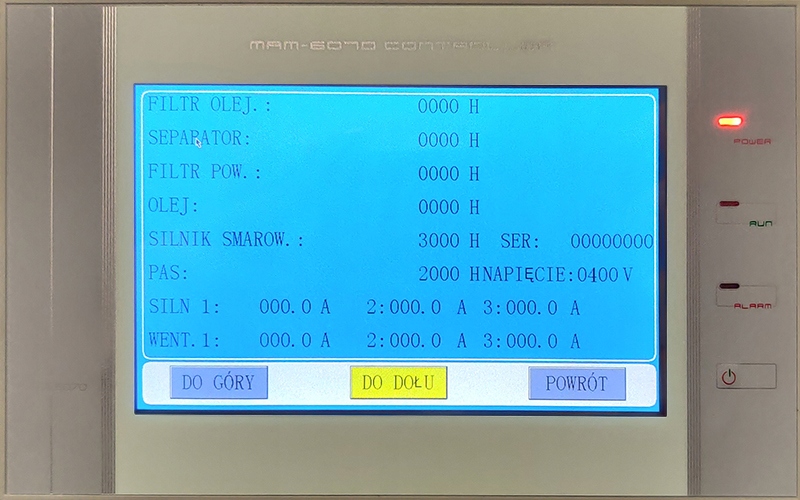 MAM-6070
FILTR OLEJ.: 0000 H
SEPARATOR: 0000 H
FILTR POW.: 0000 H
OLEJ: 0000 H
SILNIK SMAROW.: 3000 H SER: 00000000
PAS: 2000 H NAPIĘCIE:0400 V
SILN 1: 000.0 A 2:000.0 A 3:000.0 A
WENT.1: 000.0 A 2:000.0 A 3:000.0 A
DO GÓRY DO DOŁU POWRÓT
POWER
RUN
ALARM